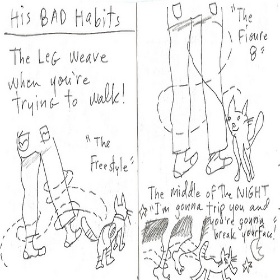 His BAD Habits
The Leg Weave
when you're
trying to walk!
"The
Freestyle"
"The
Figure
8"
The middle of the NIGHT
"I'm gonna trip you and
you're gonna
break your face."